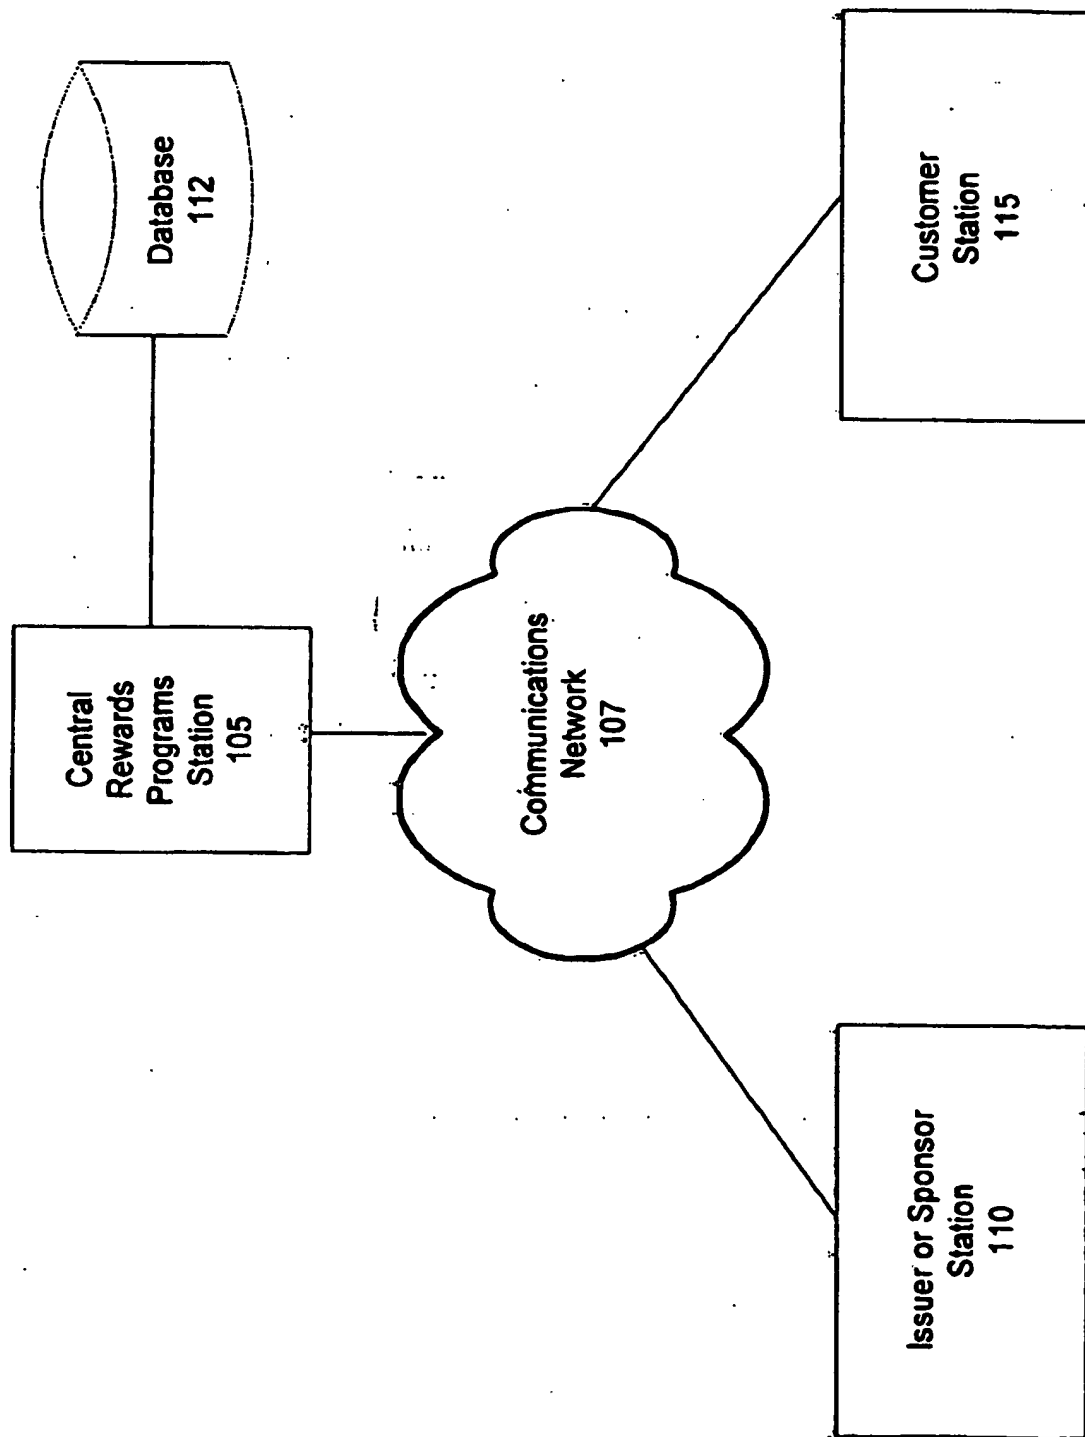 Central
Rewards
Programs
Station
105
Database
112
Communications
Network
107
Issuer or Sponsor
Station
110
Customer
Station
115